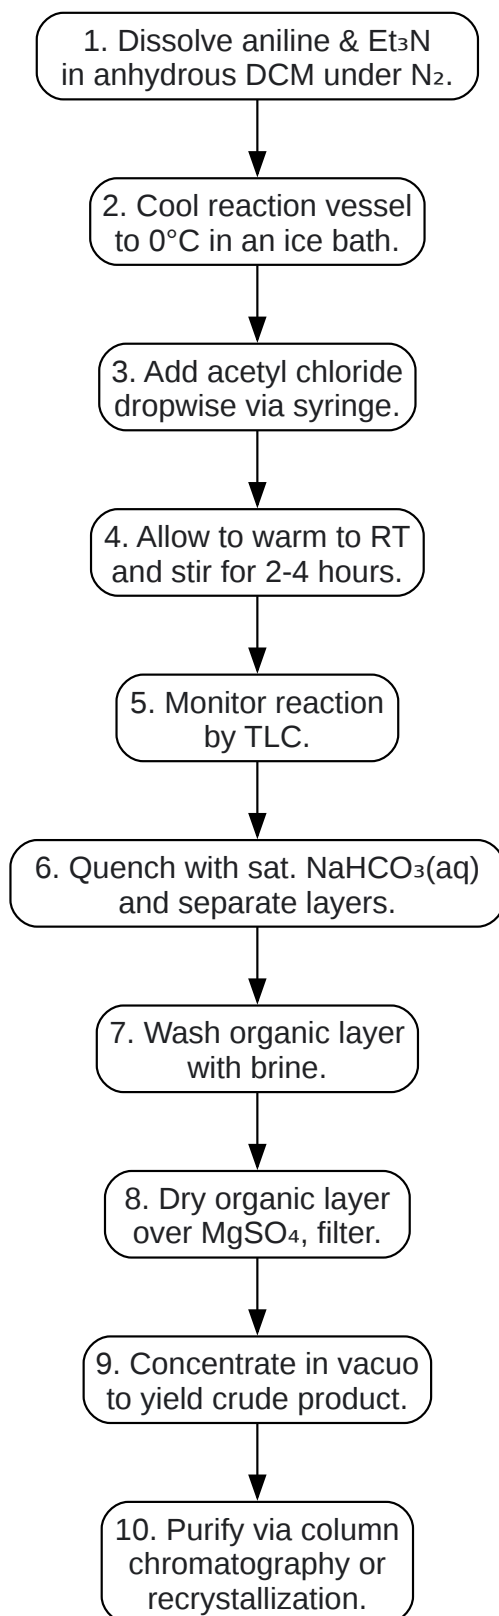 1. Dissolve aniline & Et₃N
in anhydrous DCM under N₂.
2. Cool reaction vessel
to 0°C in an ice bath.
3. Add acetyl chloride
dropwise via syringe.
4. Allow to warm to RT
and stir for 2-4 hours.
5. Monitor reaction
by TLC.
6. Quench with sat. NaHCO₃(aq)
and separate layers.
7. Wash organic layer
with brine.
8. Dry organic layer
over MgSO₄, filter.
9. Concentrate in vacuo
to yield crude product.
10. Purify via column
chromatography or
recrystallization.